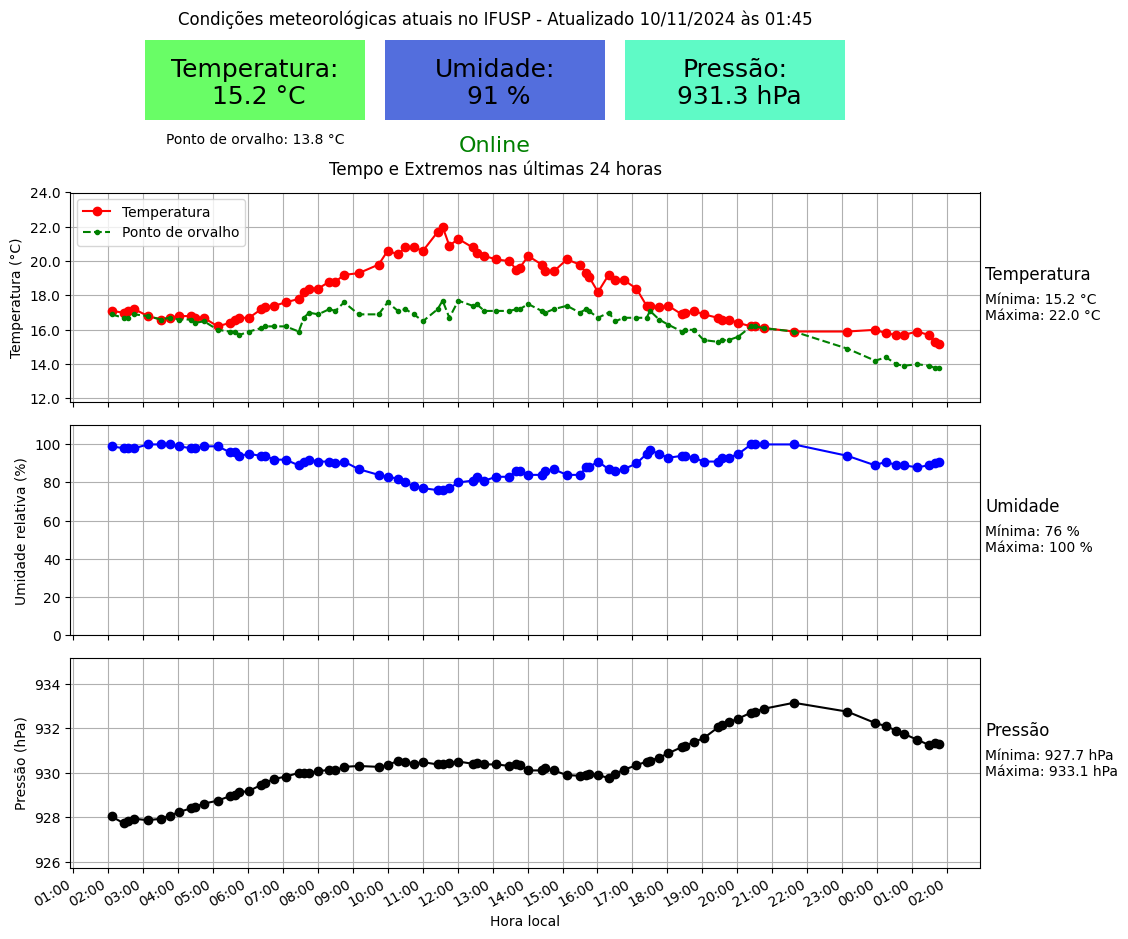 Condições meteorológicas atuais no IFUSP - Atualizado 10/11/2024 às 01:45
Temperatura:
15.2 °C
Umidade:
91 %
Pressão:
931.3 hPa
Ponto de orvalho: 13.8 °C
Online
Tempo e Extremos nas últimas 24 horas
Temperatura (°C)
24.0
22.0
20.0
18.0
16.0
14.0
12.0
Temperatura
Ponto de orvalho
Temperatura
Mínima: 15.2 °C
Máxima: 22.0 °C
Umidade relativa (%)
100
80
60
40
20
0
Umidade
Mínima: 76 %
Máxima: 100 %
Pressão (hPa)
934
932
930
928
926
Pressão
Mínima: 927.7 hPa
Máxima: 933.1 hPa
01:00 02:00 03:00 04:00 05:00 06:00 07:00 08:00 09:00 10:00 11:00 12:00 13:00 14:00 15:00 16:00 17:00 18:00 19:00 20:00 21:00 22:00 23:00 00:00 01:00 02:00
Hora local